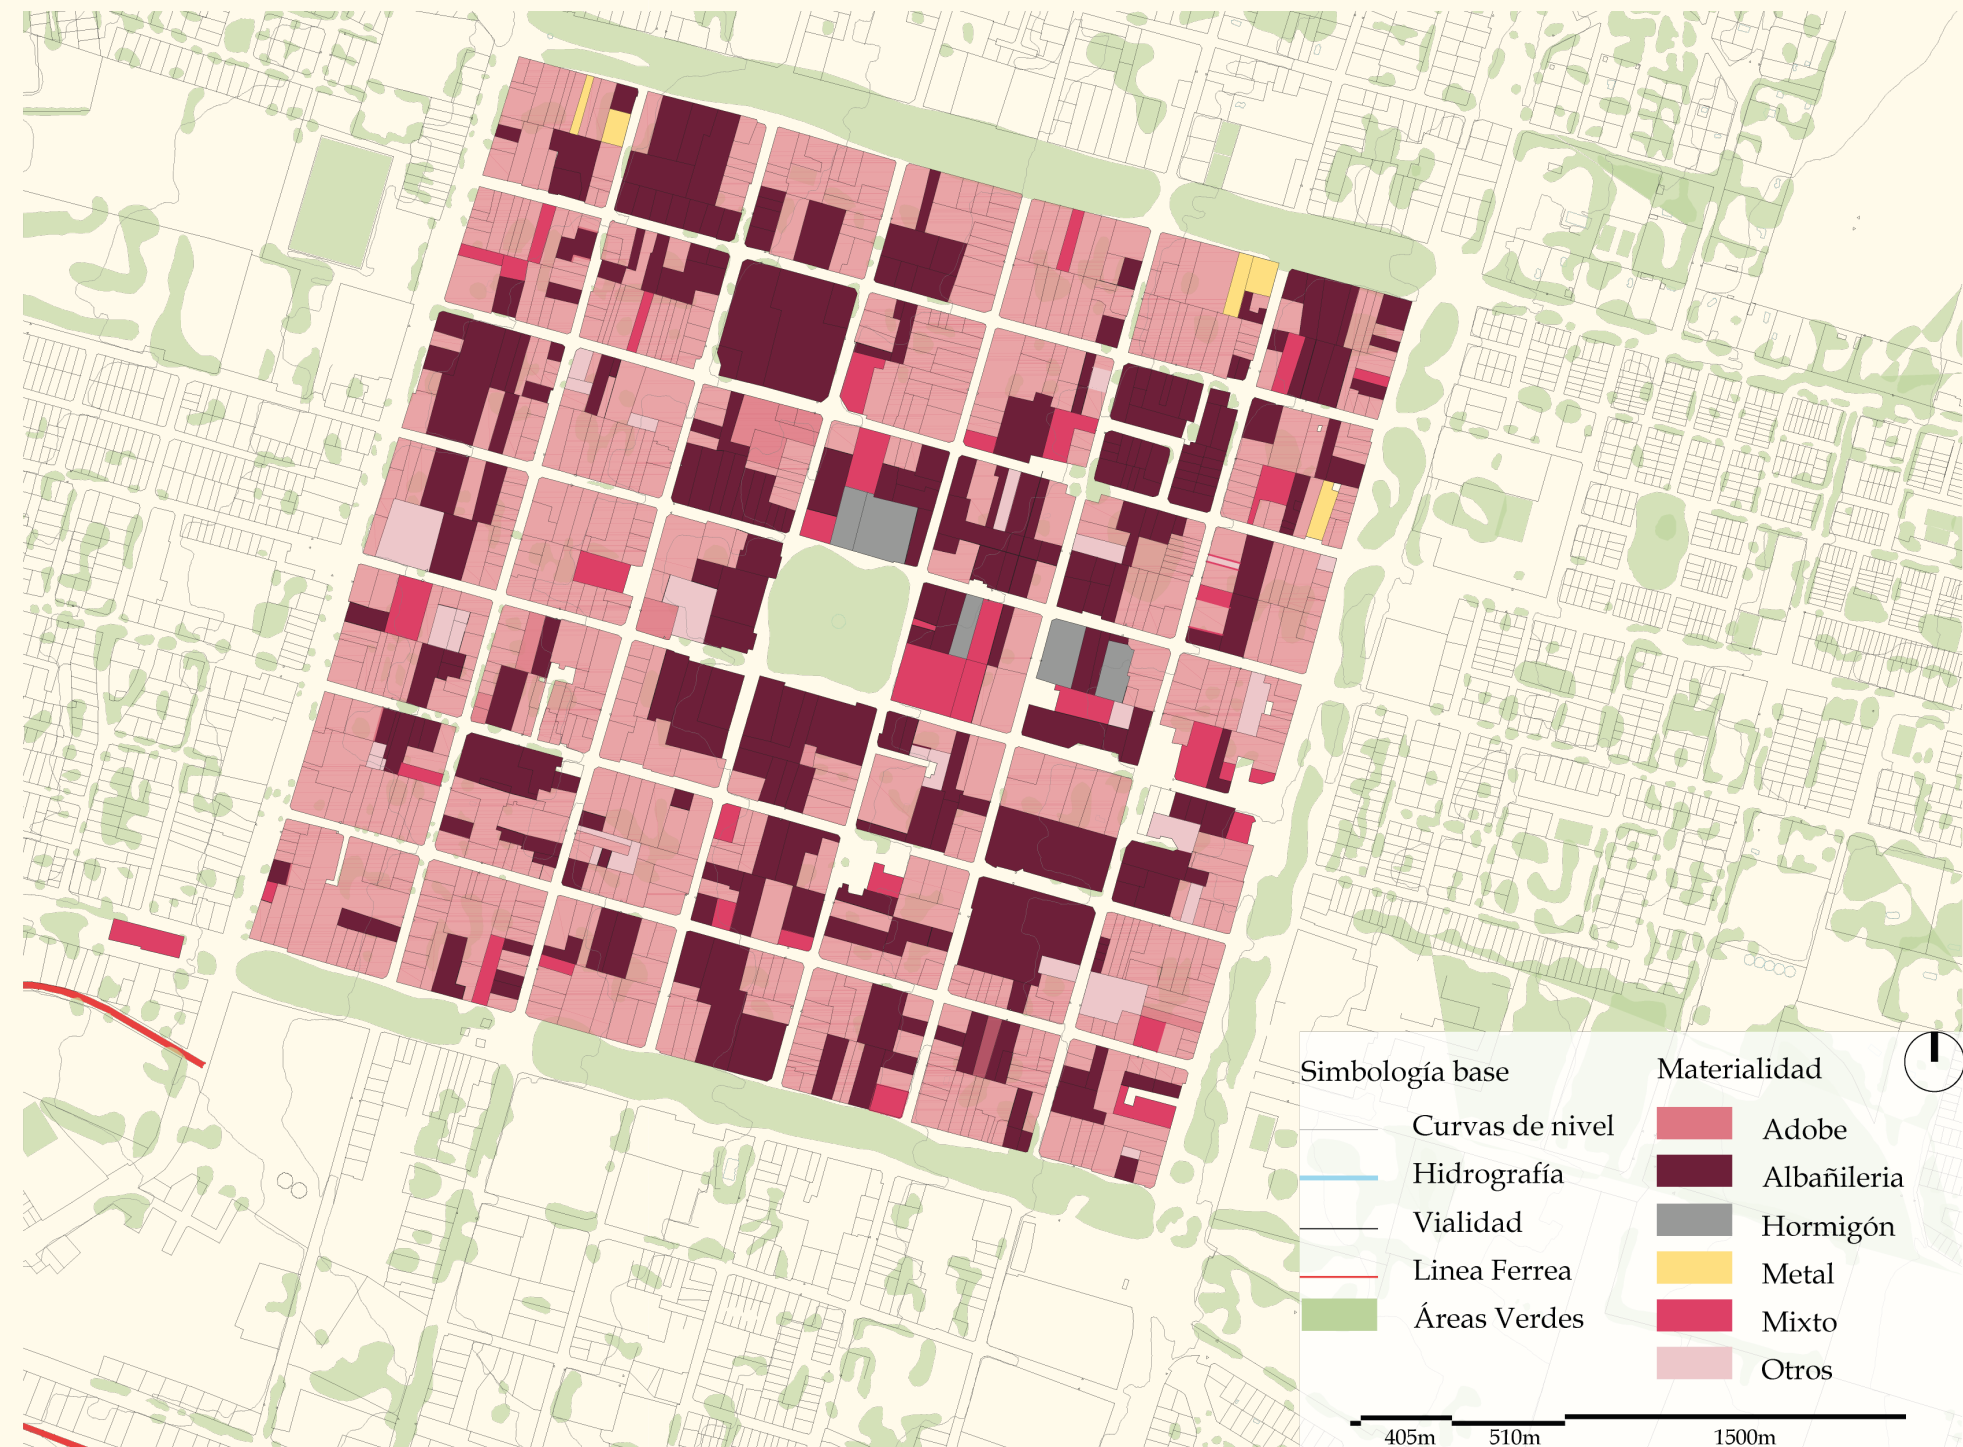 Simbología base
Curvas de nivel
Hidrografía
Vialidad
Linea Ferrea
Áreas Verdes
Materialidad
Adobe
Albañileria
Hormigón
Metal
Mixto
Otros
405m 510m 1500m